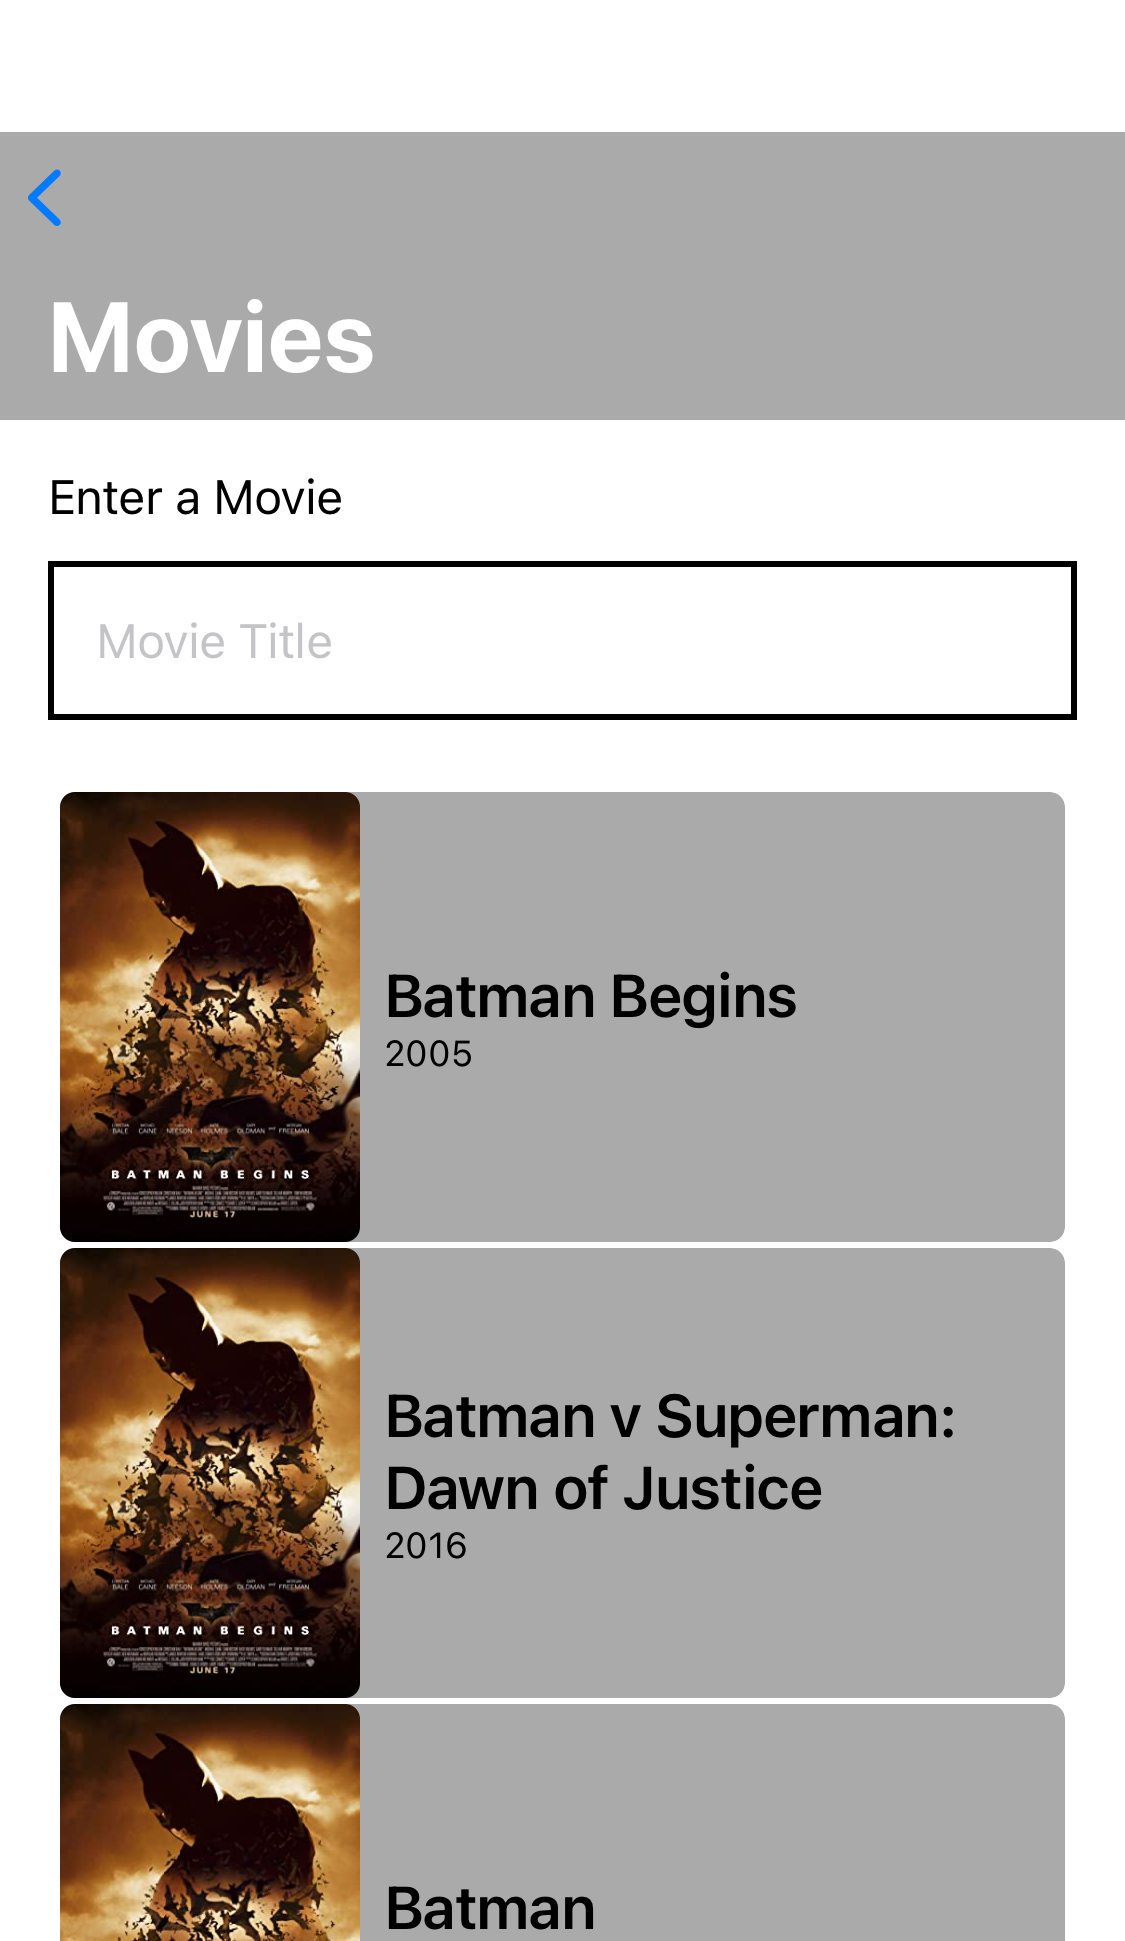 Movies
Enter a Movie
Movie Title
BALE CAINE NEESON HOLMES OLDMAN FREEMAN
BATMAN BEGINS
JUNE 17
Batman Begins
2005
BALE CAINE NEESON HOLMES OLDMAN FREEMAN
BATMAN BEGINS
JUNE 17
Batman v Superman:
Dawn of Justice
2016
Batman